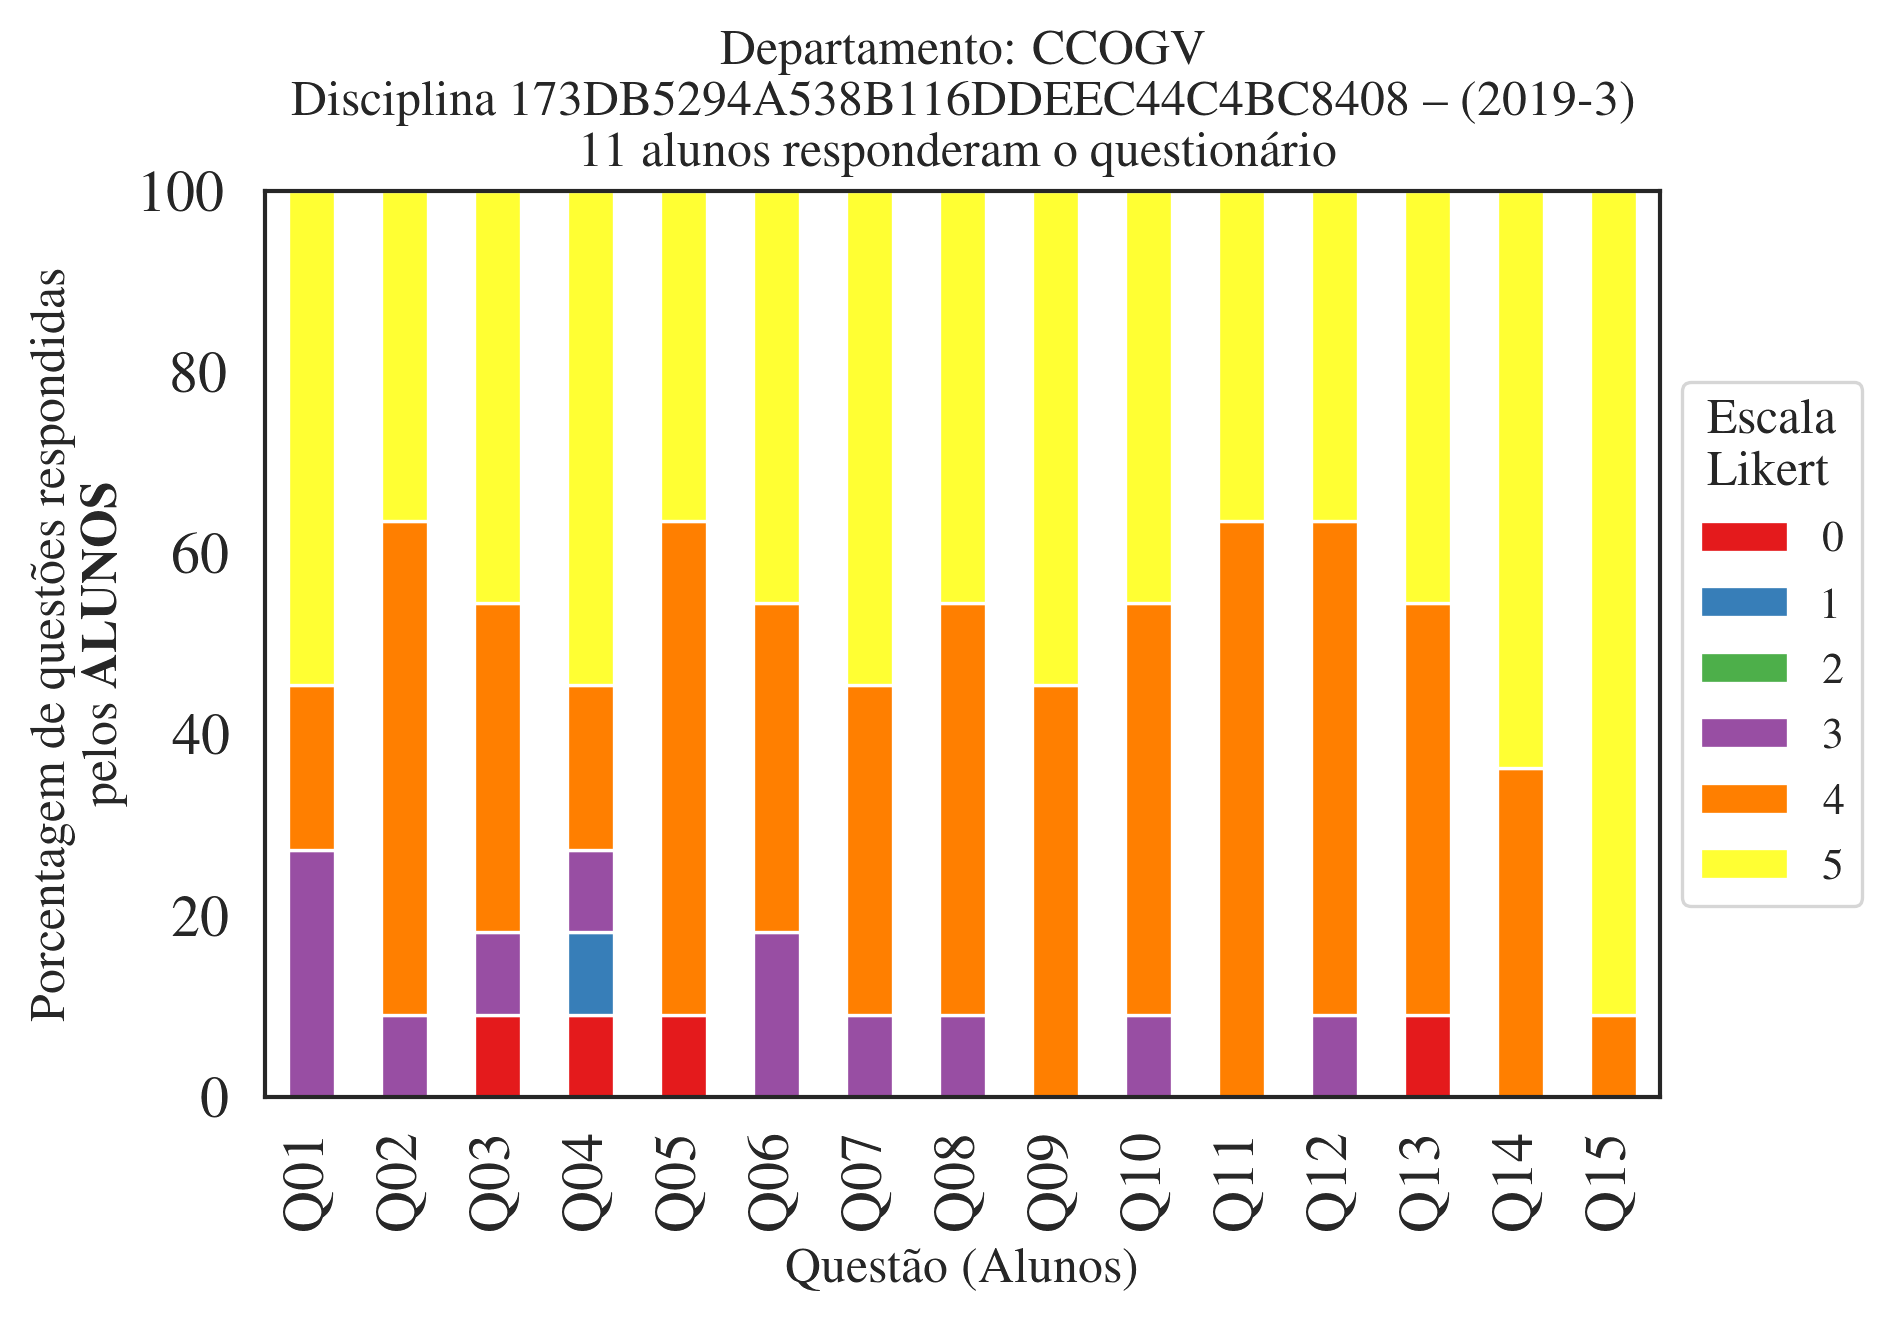 Departamento: CCOGV
Disciplina 173DB5294A538B116DDEEC44C4BC8408 – (2019-3)
11 alunos responderam o questionário
Porcentagem de questões respondidas
pelos ALUNOS
100
80
60
40
20
0
Q01 Q02 Q03 Q04 Q05 Q06 Q07 Q08 Q09 Q10 Q11 Q12 Q13 Q14 Q15
Questão (Alunos)
Escala
Likert
0
1
2
3
4
5